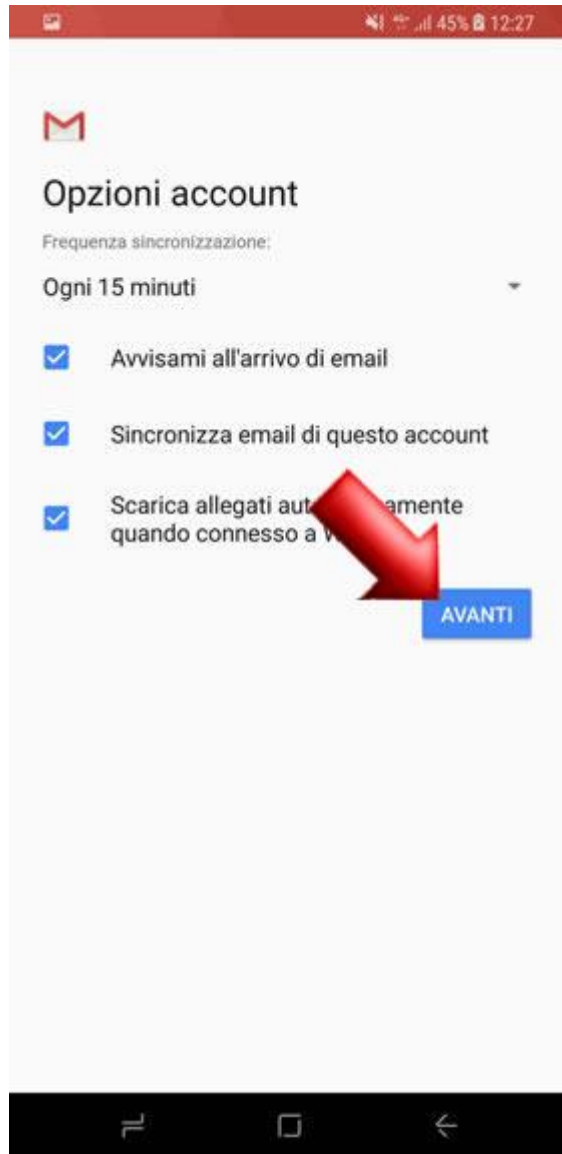 45% 12:27
Opzioni account
Frequenza sincronizzazione:
Ogni 15 minuti
Avvisami all'arrivo di email
Sincronizza email di questo account
Scarica allegati
quando connesso a
AVANTI